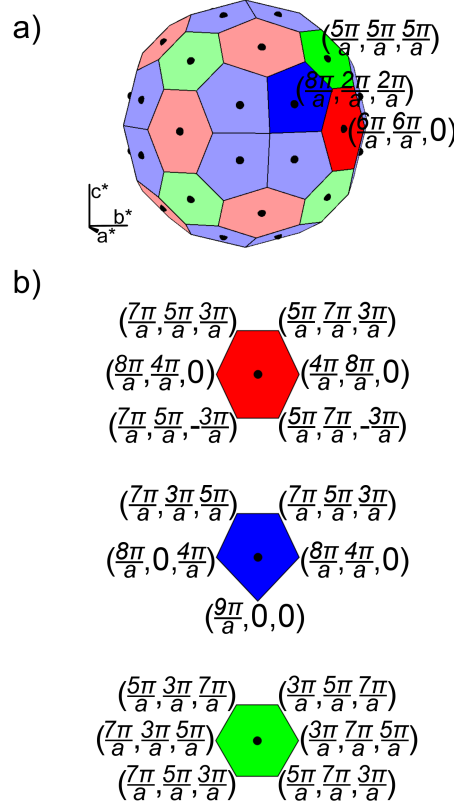 a)
(5π/a, 5π/a, 5π/a)
(8π/a, 2π/a, 2π/a)
(6π/a, 6π/a, 0)
c*
b*
a*
b)
(7π/a, 5π/a, 3π/a) (5π/a, 7π/a, 3π/a)
(8π/a, 4π/a, 0) (4π/a, 8π/a, 0)
(7π/a, 5π/a, -3π/a) (5π/a, 7π/a, -3π/a)
(7π/a, 3π/a, 5π/a) (7π/a, 5π/a, 3π/a)
(8π/a, 0, 4π/a) (8π/a, 4π/a, 0)
(9π/a, 0, 0)
(5π/a, 3π/a, 7π/a) (3π/a, 5π/a, 7π/a)
(7π/a, 3π/a, 5π/a) (3π/a, 7π/a, 5π/a)
(7π/a, 5π/a, 3π/a) (5π/a, 7π/a, 3π/a)